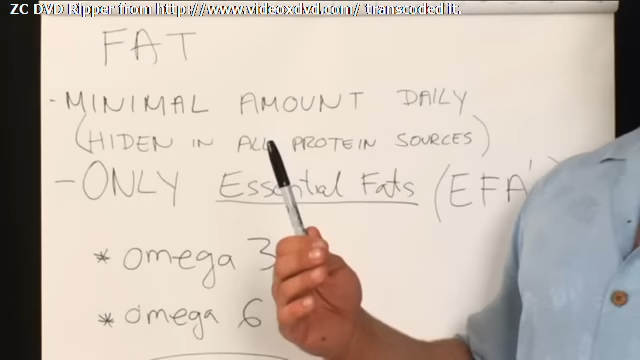 ZC DVD Ripper from http://www.videoxdvd.com/ transcoded it.
FAT
- MINIMAL AMOUNT DAILY
(HIDEN IN ALL PROTEIN SOURCES)
- ONLY Essential Fats (EFA')
* omega 3
* omega 6